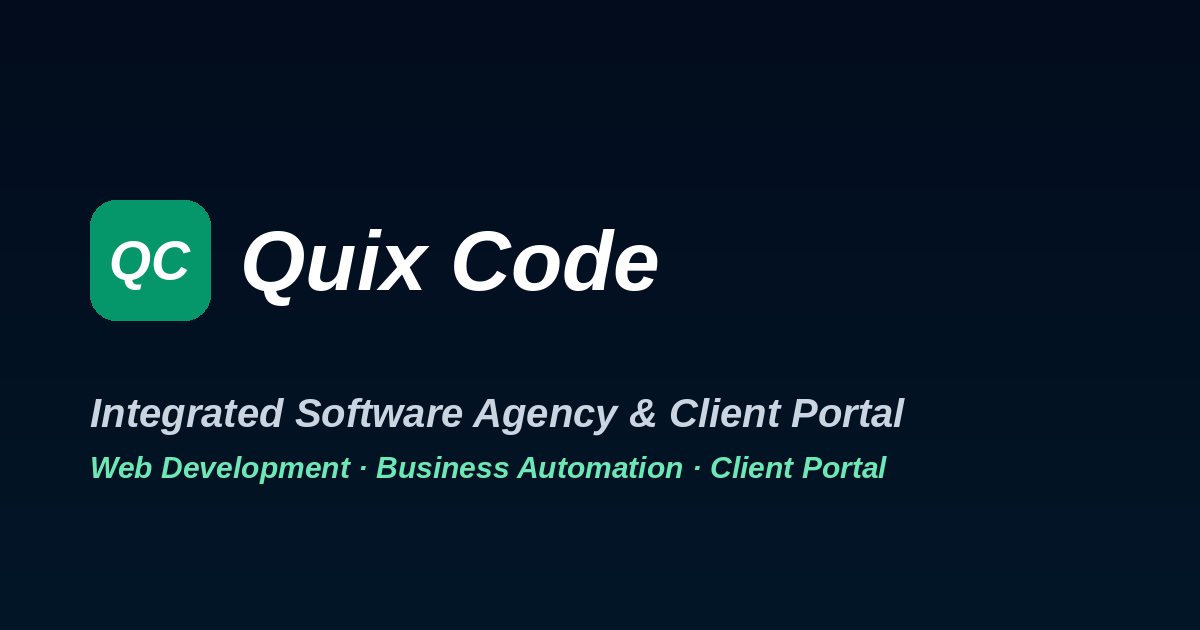 QC
Quix Code
Integrated Software Agency & Client Portal
Web Development · Business Automation · Client Portal